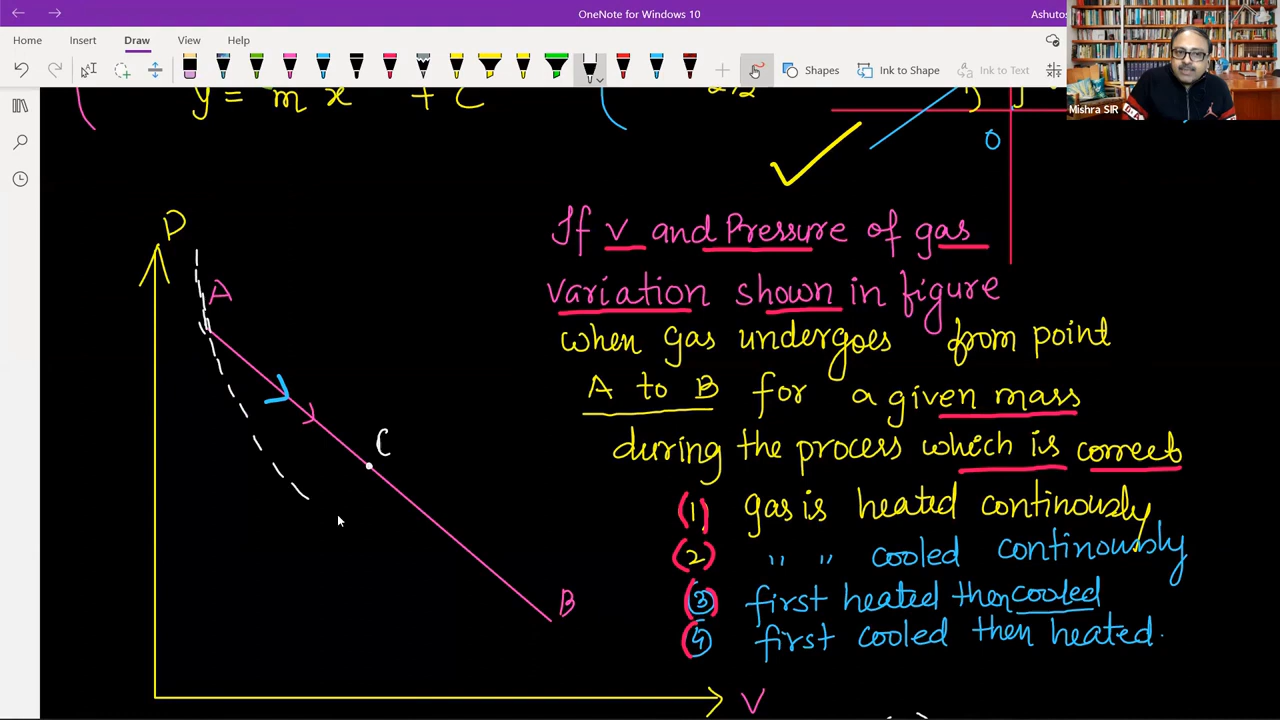 OneNote for Windows 10
Ashutos
Home Insert Draw View Help
Shapes Ink to Shape Ink to Text
Mishra SIR
y = m x + C
0
P
A
C
B
V
If V and Pressure of gas
variation shown in figure
when gas undergoes from point
A to B for a given mass
during the process which is correct
(1) gas is heated continously
(2) " " cooled continously
(3) first heated then cooled
(4) first cooled then heated.